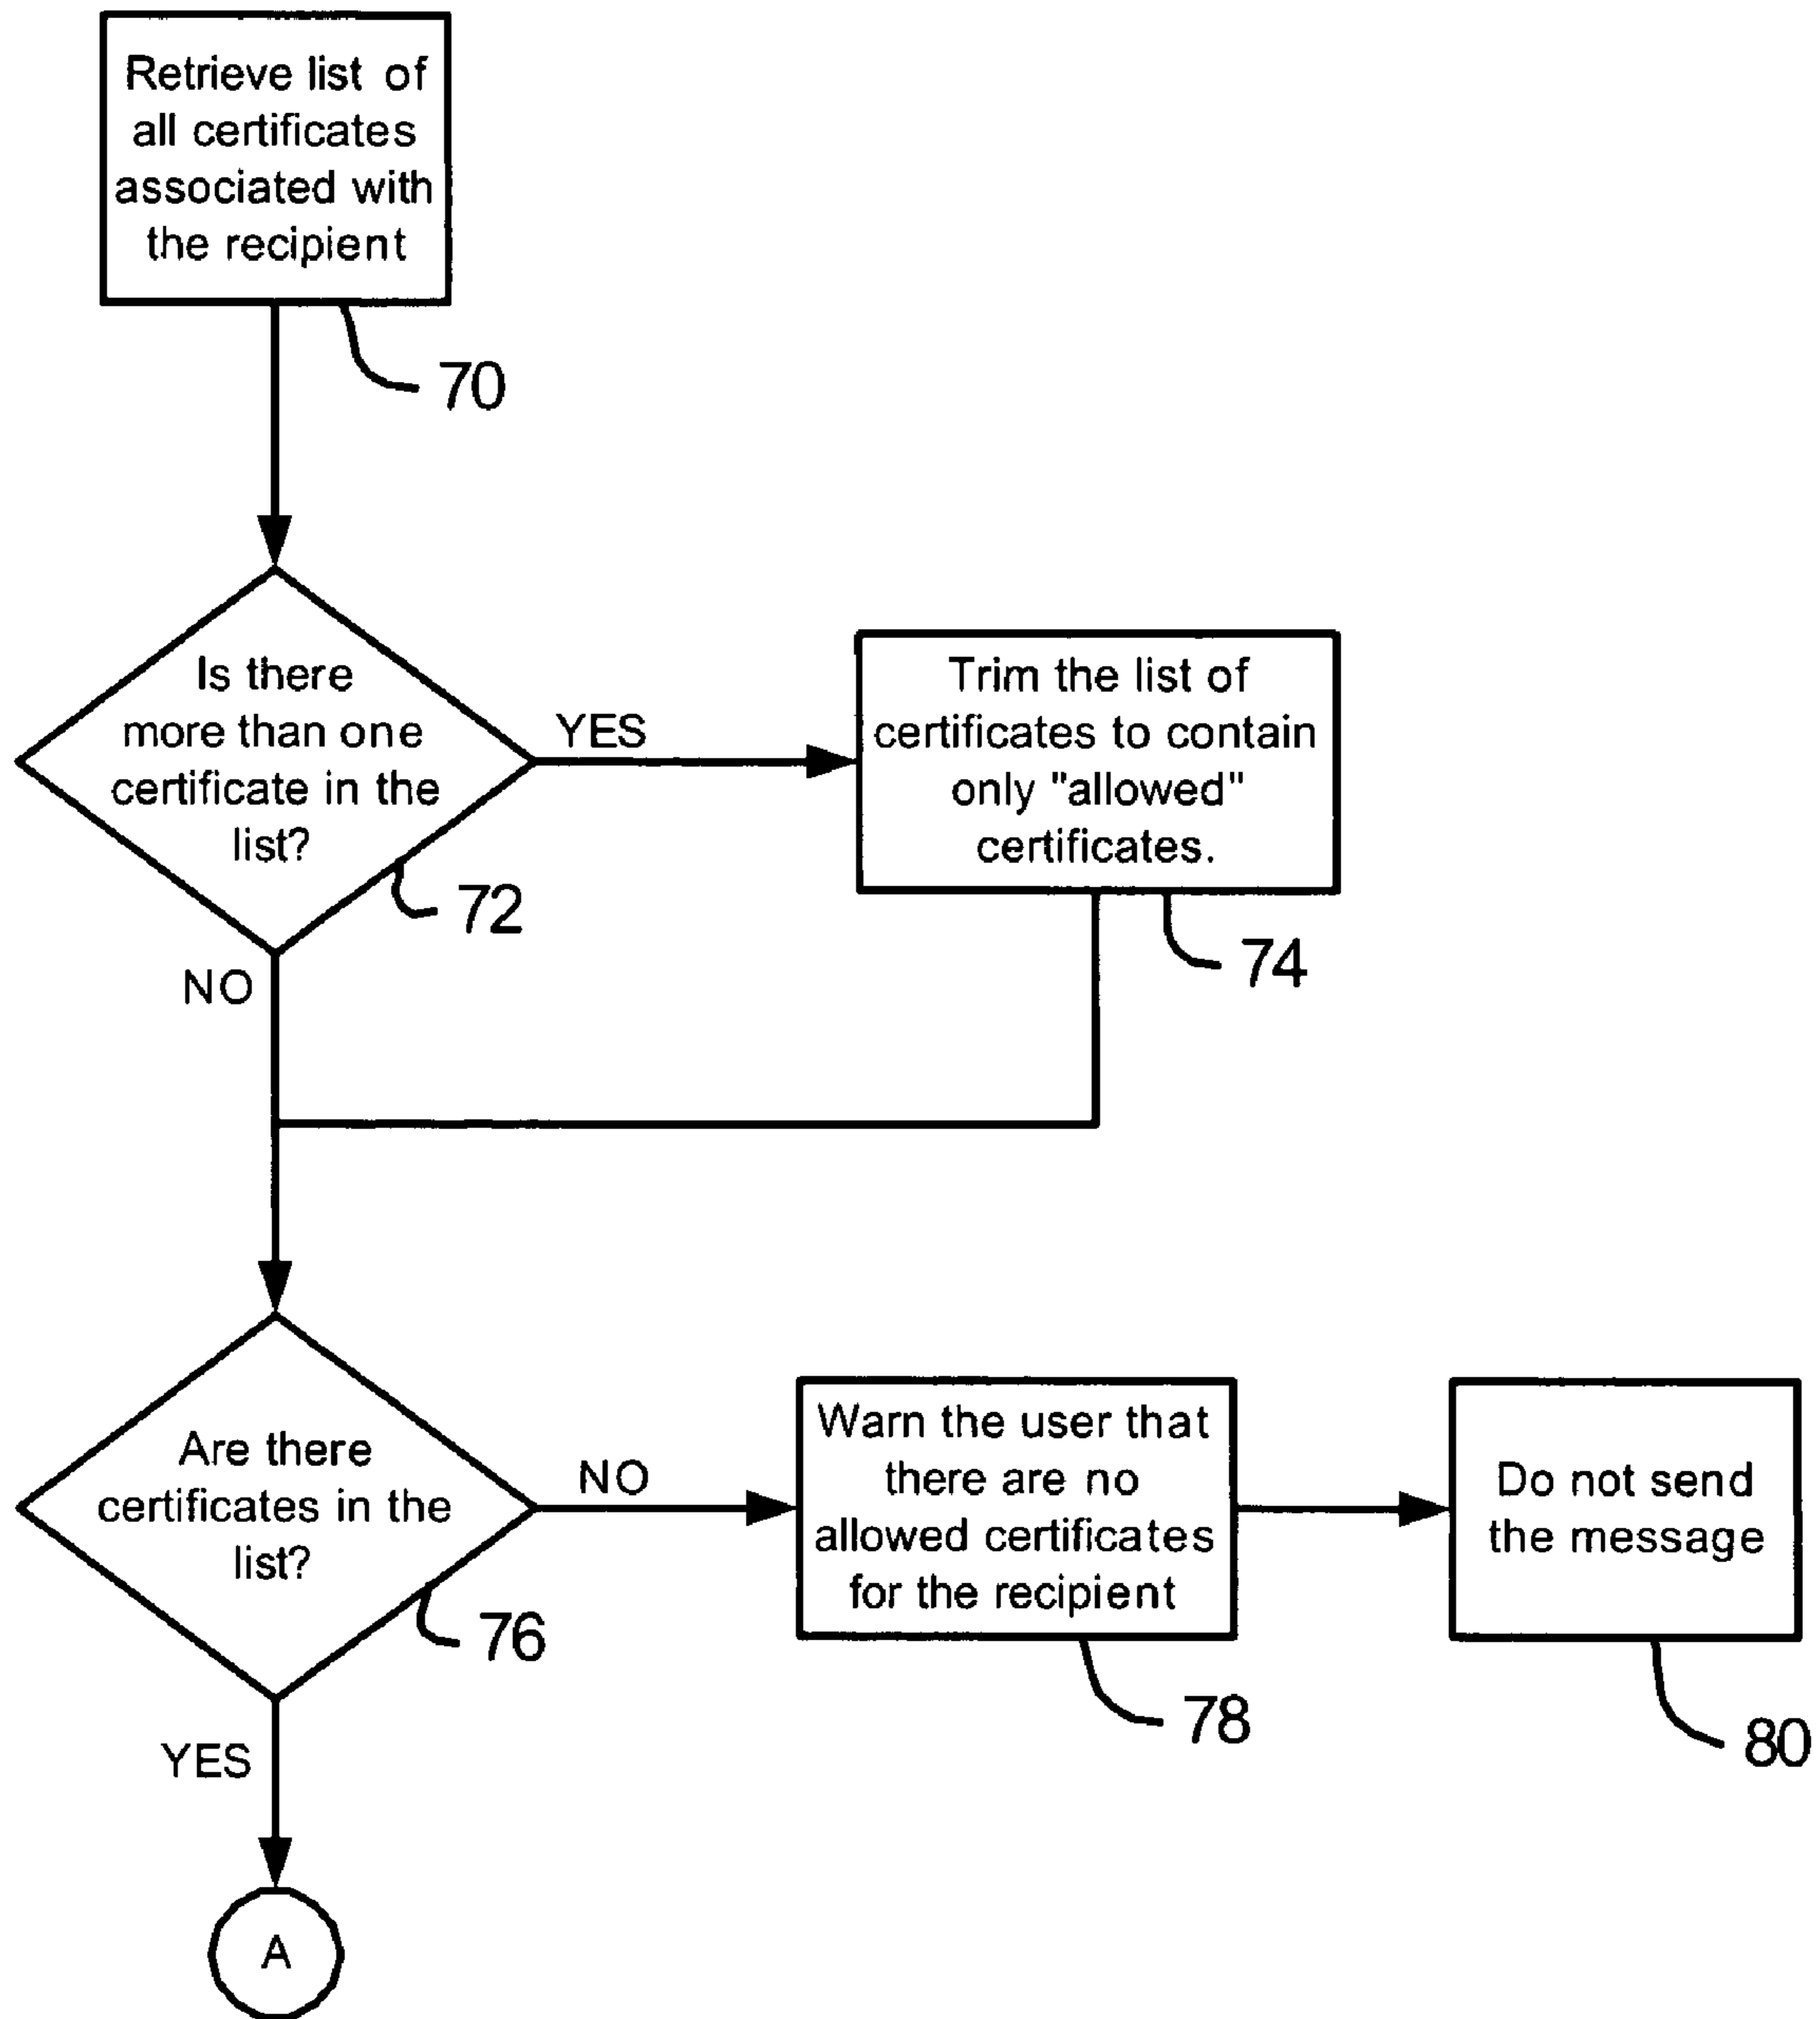 Retrieve list of
all certificates
associated with
the recipient
70
Is there
more than one
certificate in the
list?
YES
72
NO
Trim the list of
certificates to contain
only "allowed"
certificates.
74
Are there
certificates in the
list?
NO
76
YES
Warn the user that
there are no
allowed certificates
for the recipient
78
Do not send
the message
80
A